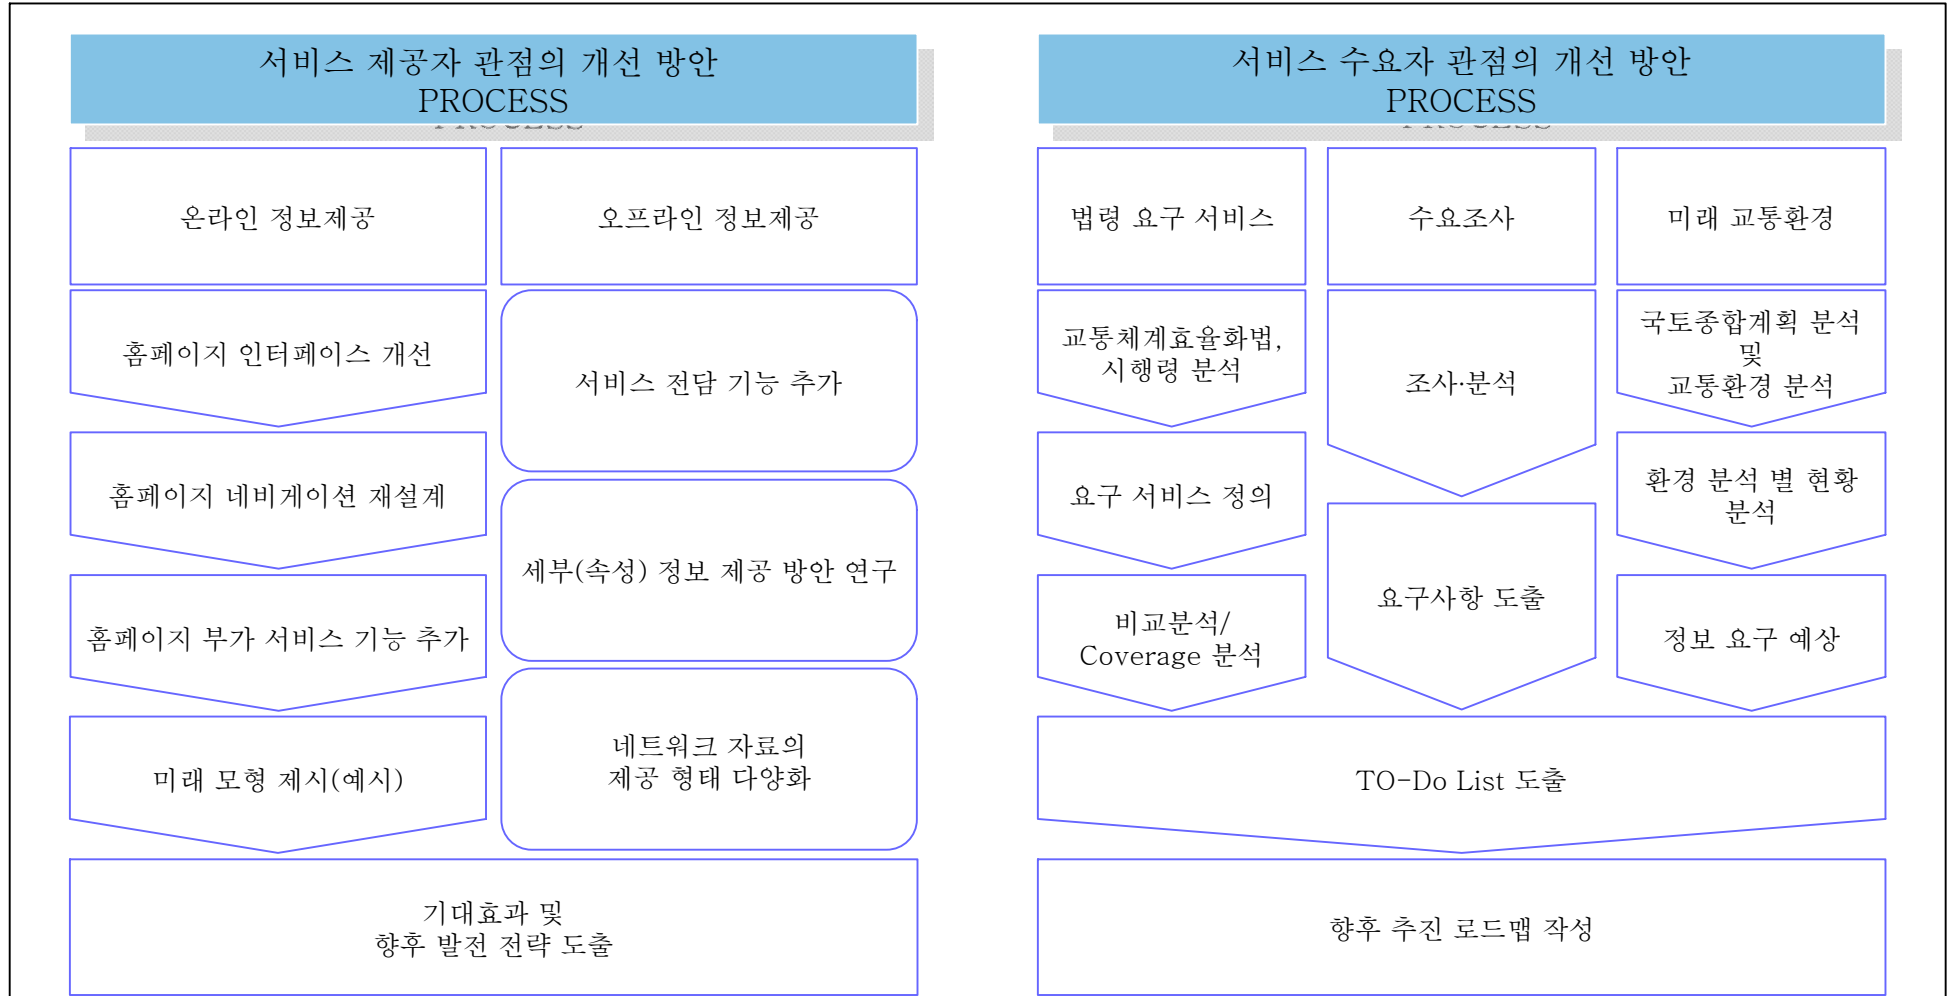 서비스 제공자 관점의 개선 방안
PROCESS
온라인 정보제공
오프라인 정보제공
홈페이지 인터페이스 개선
홈페이지 네비게이션 재설계
홈페이지 부가 서비스 기능 추가
미래 모형 제시(예시)
서비스 전담 기능 추가
세부(속성) 정보 제공 방안 연구
네트워크 자료의
제공 형태 다양화
기대효과 및
향후 발전 전략 도출
서비스 수요자 관점의 개선 방안
PROCESS
법령 요구 서비스
수요조사
미래 교통환경
교통체계효율화법,
시행령 분석
요구 서비스 정의
비교분석/
Coverage 분석
조사·분석
요구사항 도출
국토종합계획 분석
및
교통환경 분석
환경 분석 별 현황
분석
정보 요구 예상
TO-Do List 도출
향후 추진 로드맵 작성